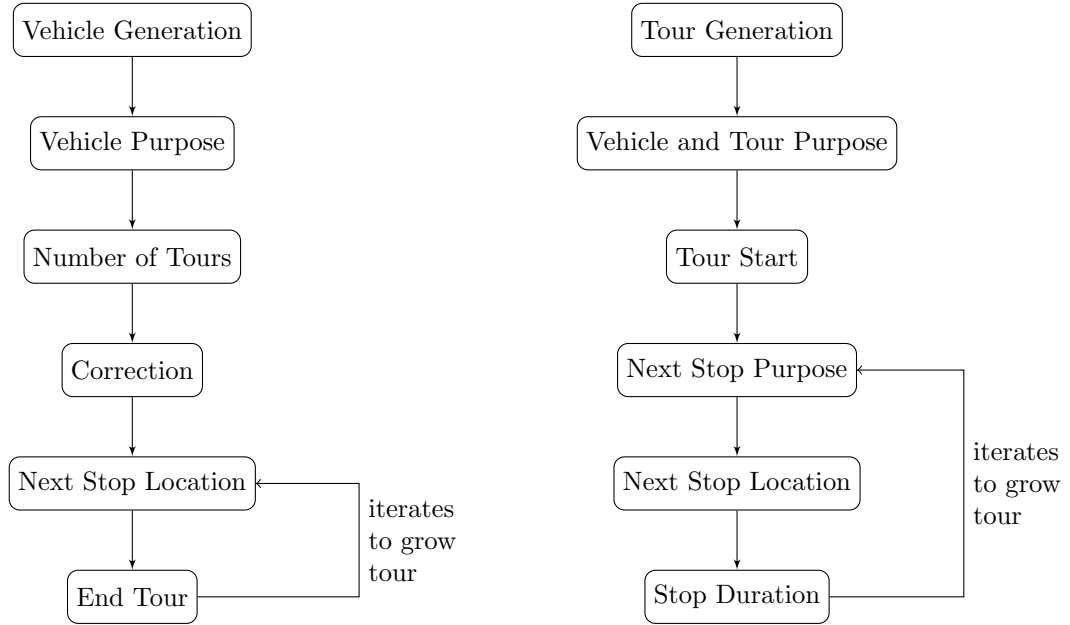 Vehicle Generation
Vehicle Purpose
Number of Tours
Correction
Next Stop Location
End Tour
iterates
to grow
tour
Tour Generation
Vehicle and Tour Purpose
Tour Start
Next Stop Purpose
Next Stop Location
Stop Duration
iterates
to grow
tour